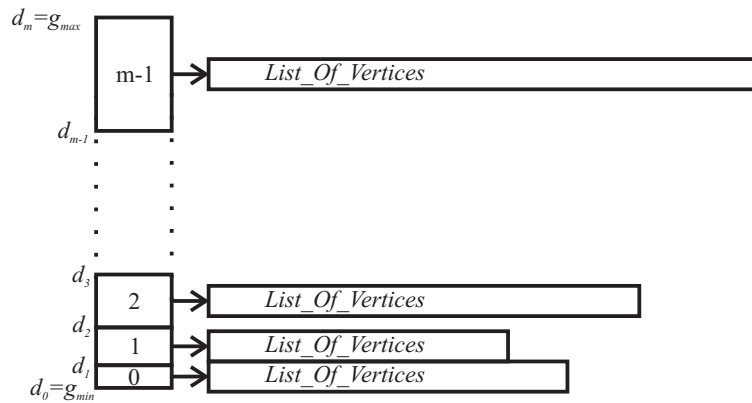 d_m=g_max
m-1 List_Of_Vertices
d_m-1
d_3
2 List_Of_Vertices
d_2
1 List_Of_Vertices
d_1
0 List_Of_Vertices
d_0=g_min